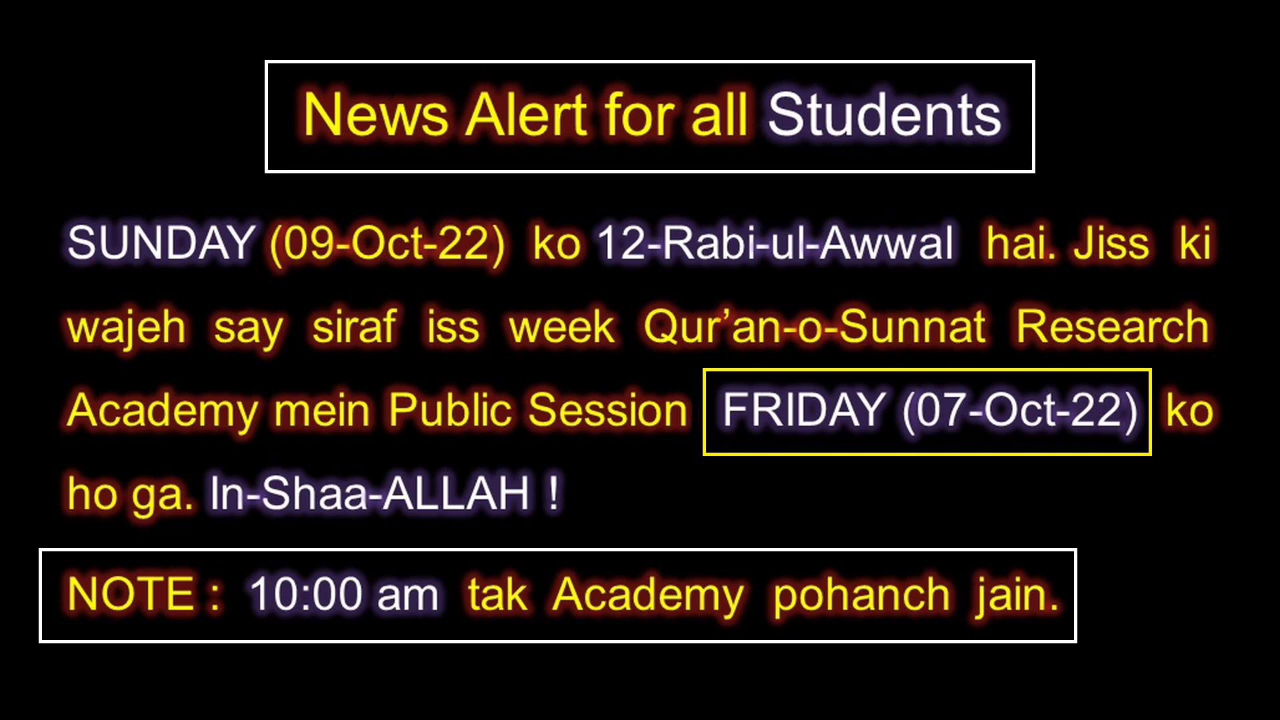 News Alert for all Students
SUNDAY (09-Oct-22) ko 12-Rabi-ul-Awwal hai. Jiss ki
wajeh say siraf iss week Qur’an-o-Sunnat Research
Academy mein Public Session FRIDAY (07-Oct-22) ko
ho ga. In-Shaa-ALLAH !
NOTE : 10:00 am tak Academy pohanch jain.